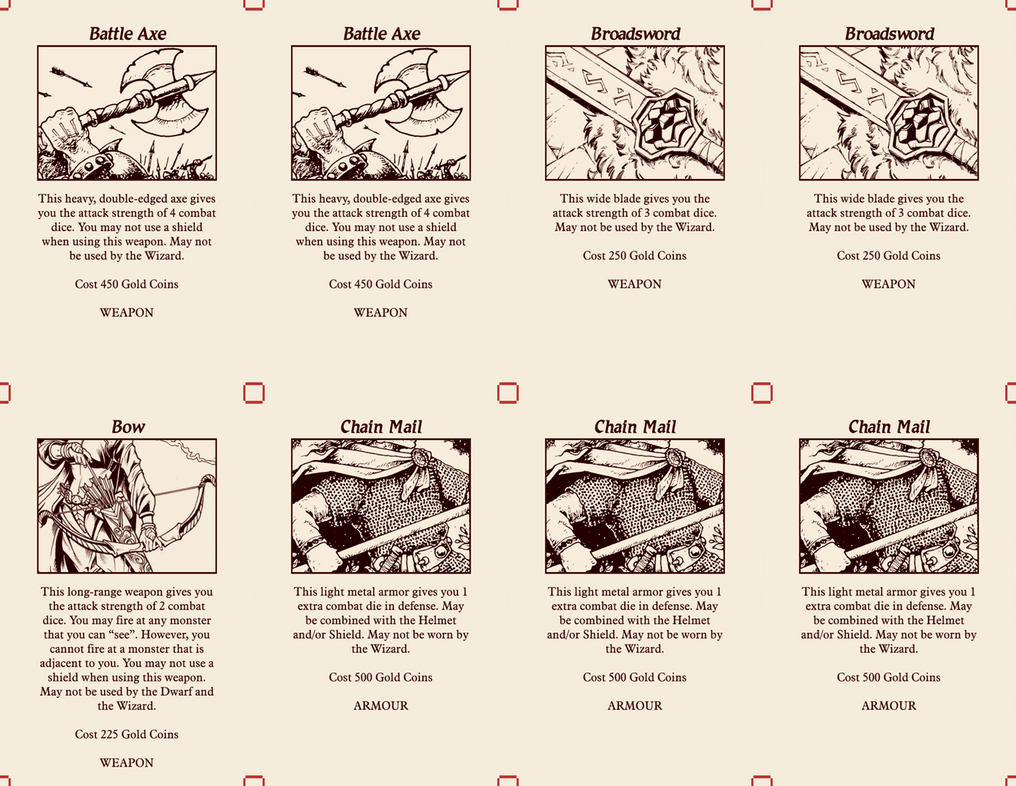 Battle Axe
This heavy, double-edged axe gives
you the attack strength of 4 combat
dice. You may not use a shield
when using this weapon. May not
be used by the Wizard.
Cost 450 Gold Coins
WEAPON
Battle Axe
This heavy, double-edged axe gives
you the attack strength of 4 combat
dice. You may not use a shield
when using this weapon. May not
be used by the Wizard.
Cost 450 Gold Coins
WEAPON
Broadsword
This wide blade gives you the
attack strength of 3 combat dice.
May not be used by the Wizard.
Cost 250 Gold Coins
WEAPON
Broadsword
This wide blade gives you the
attack strength of 3 combat dice.
May not be used by the Wizard.
Cost 250 Gold Coins
WEAPON
Bow
This long-range weapon gives you
the attack strength of 2 combat
dice. You may fire at any monster
that you can “see”. However, you
cannot fire at a monster that is
adjacent to you. You may not use a
shield when using this weapon.
May not be used by the Dwarf and
the Wizard.
Cost 225 Gold Coins
WEAPON
Chain Mail
This light metal armor gives you 1
extra combat die in defense. May
be combined with the Helmet
and/or Shield. May not be worn by
the Wizard.
Cost 500 Gold Coins
ARMOUR
Chain Mail
This light metal armor gives you 1
extra combat die in defense. May
be combined with the Helmet
and/or Shield. May not be worn by
the Wizard.
Cost 500 Gold Coins
ARMOUR
Chain Mail
This light metal armor gives you 1
extra combat die in defense. May
be combined with the Helmet
and/or Shield. May not be worn by
the Wizard.
Cost 500 Gold Coins
ARMOUR